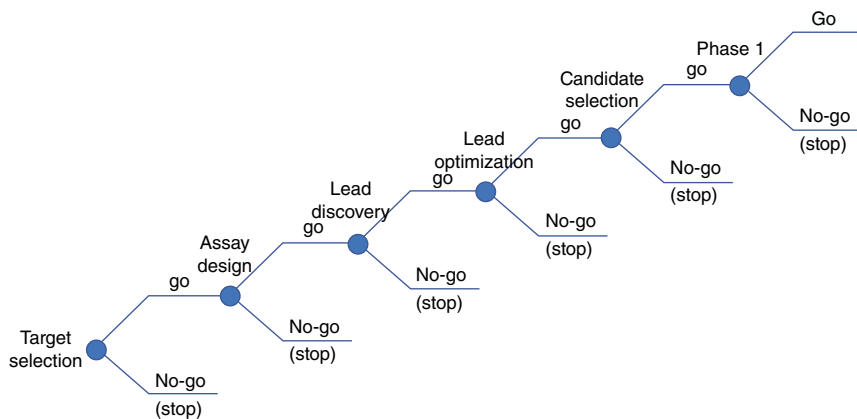 Go
Phase 1
go
No-go
(stop)
Candidate
selection
go
No-go
(stop)
Lead
optimization
go
No-go
(stop)
Lead
discovery
go
No-go
(stop)
Assay
design
go
No-go
(stop)
Target
selection
go
No-go
(stop)